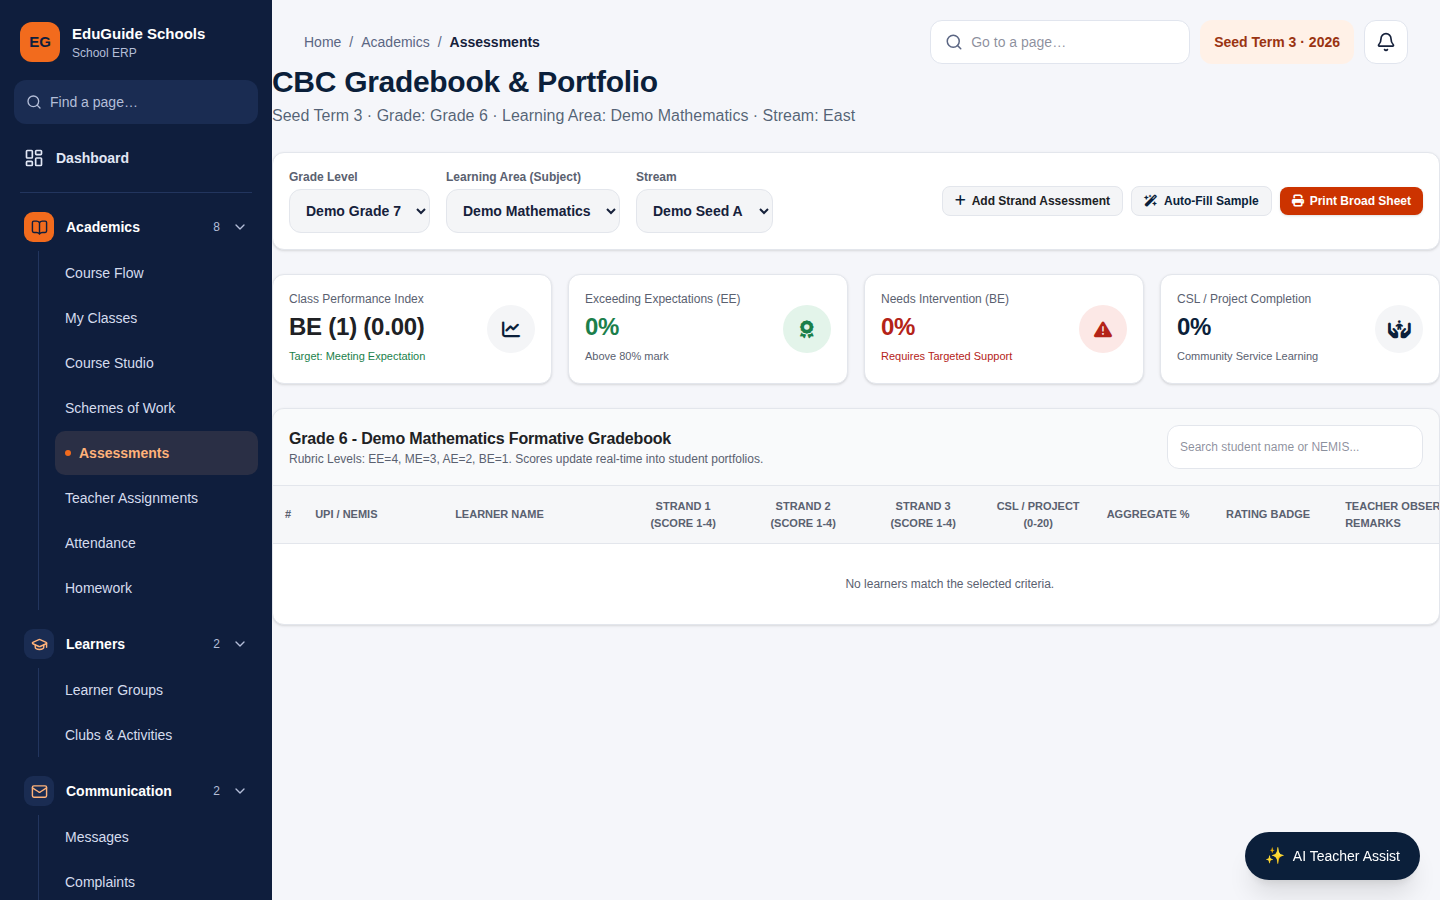 EG
EduGuide Schools
School ERP
Find a page…
Dashboard
Academics 8
Course Flow
My Classes
Course Studio
Schemes of Work
Assessments
Teacher Assignments
Attendance
Homework
Learners 2
Learner Groups
Clubs & Activities
Communication 2
Messages
Complaints
Home / Academics / Assessments
Go to a page…
Seed Term 3 · 2026
CBC Gradebook & Portfolio
Seed Term 3 · Grade: Grade 6 · Learning Area: Demo Mathematics · Stream: East
Grade Level
Demo Grade 7
Learning Area (Subject)
Demo Mathematics
Stream
Demo Seed A
Add Strand Assessment
Auto-Fill Sample
Print Broad Sheet
Class Performance Index
BE (1) (0.00)
Target: Meeting Expectation
Exceeding Expectations (EE)
0%
Above 80% mark
Needs Intervention (BE)
0%
Requires Targeted Support
CSL / Project Completion
0%
Community Service Learning
Grade 6 - Demo Mathematics Formative Gradebook
Rubric Levels: EE=4, ME=3, AE=2, BE=1. Scores update real-time into student portfolios.
Search student name or NEMIS...
#
UPI / NEMIS
LEARNER NAME
STRAND 1
(SCORE 1-4)
STRAND 2
(SCORE 1-4)
STRAND 3
(SCORE 1-4)
CSL / PROJECT
(0-20)
AGGREGATE %
RATING BADGE
TEACHER OBSER
REMARKS
No learners match the selected criteria.
✨ AI Teacher Assist